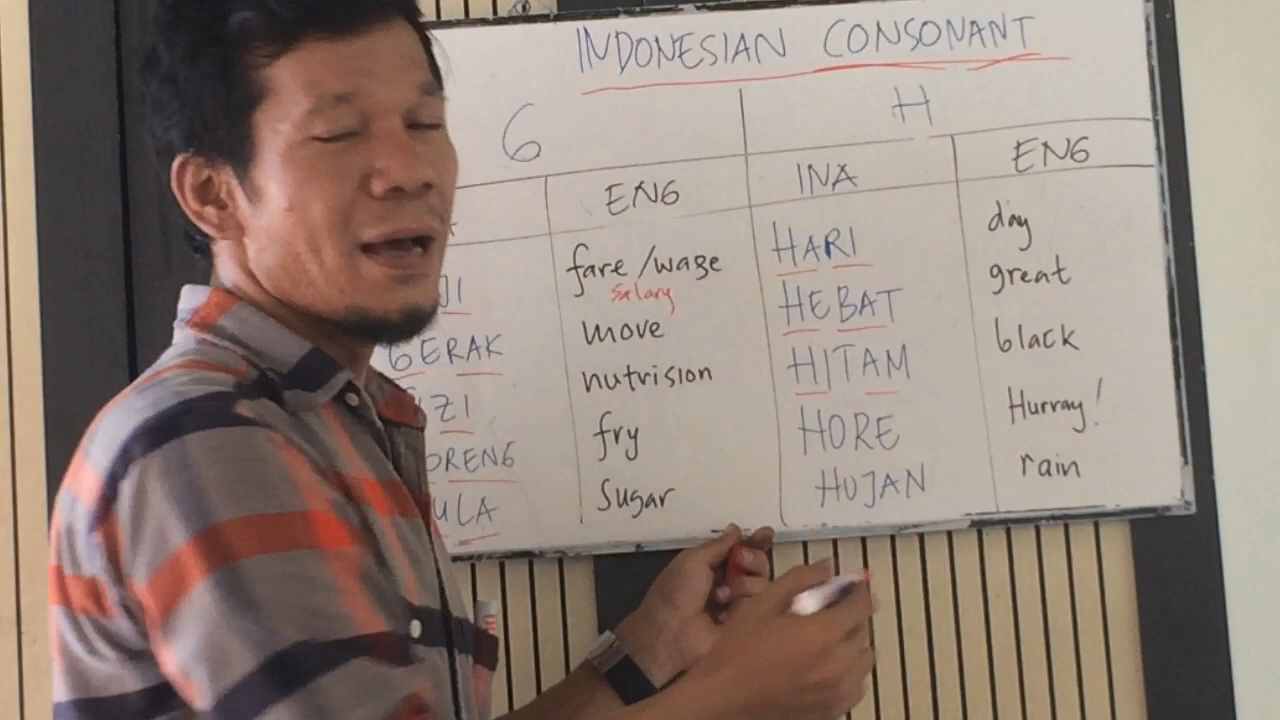 INDONESIAN CONSONANT
G H
ENG INA ENG
fare/wage HARI day
salary
GERAK move HEBAT great
nutrision HITAM black
fry HORE Hurray!
Sugar HUJAN rain